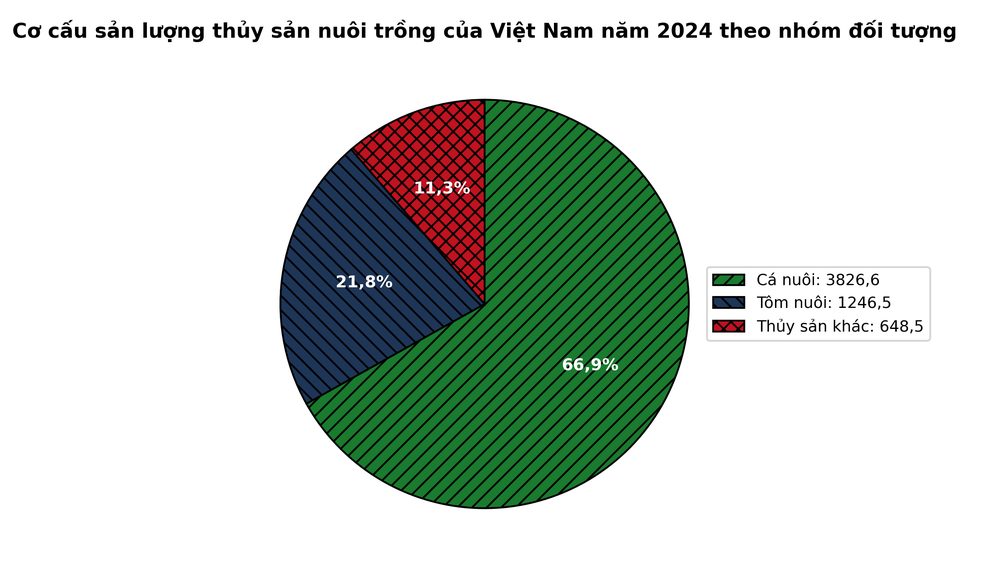 Cơ cấu sản lượng thủy sản nuôi trồng của Việt Nam năm 2024 theo nhóm đối tượng
11,3%
21,8%
66,9%
Cá nuôi: 3826,6
Tôm nuôi: 1246,5
Thủy sản khác: 648,5